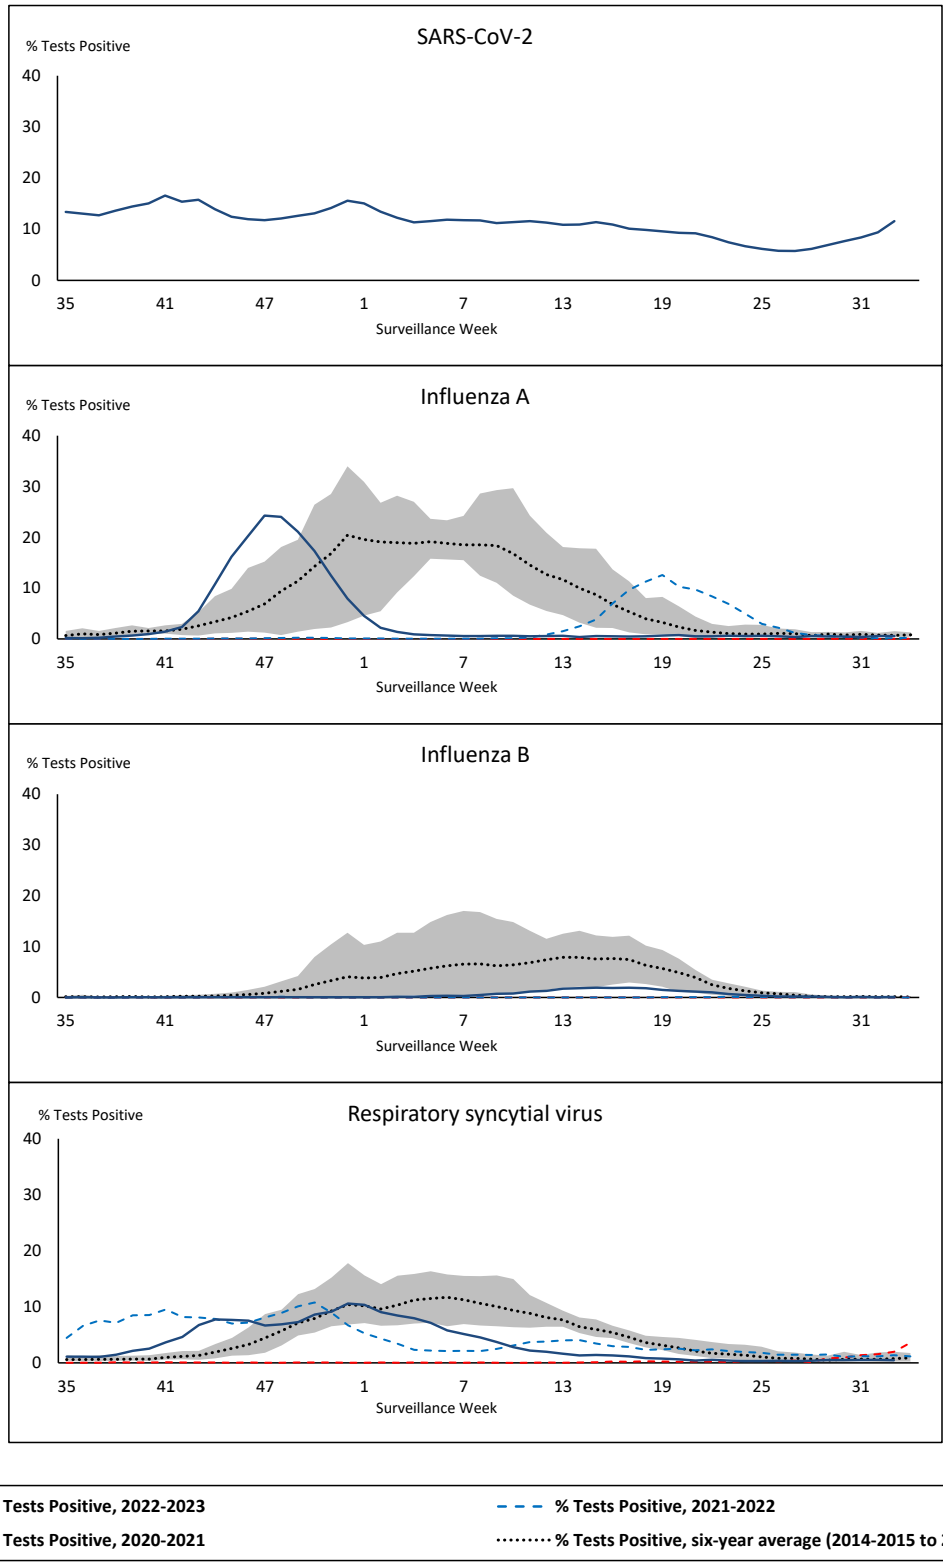 SARS-CoV-2
% Tests Positive
40
30
20
10
0
35 41 47 1 7 13 19 25 31
Surveillance Week
Influenza A
% Tests Positive
40
30
20
10
0
35 41 47 1 7 13 19 25 31
Surveillance Week
Influenza B
% Tests Positive
40
30
20
10
0
35 41 47 1 7 13 19 25 31
Surveillance Week
Respiratory syncytial virus
% Tests Positive
40
30
20
10
0
35 41 47 1 7 13 19 25 31
Surveillance Week
Tests Positive, 2022-2023 % Tests Positive, 2021-2022
Tests Positive, 2020-2021 % Tests Positive, six-year average (2014-2015 to